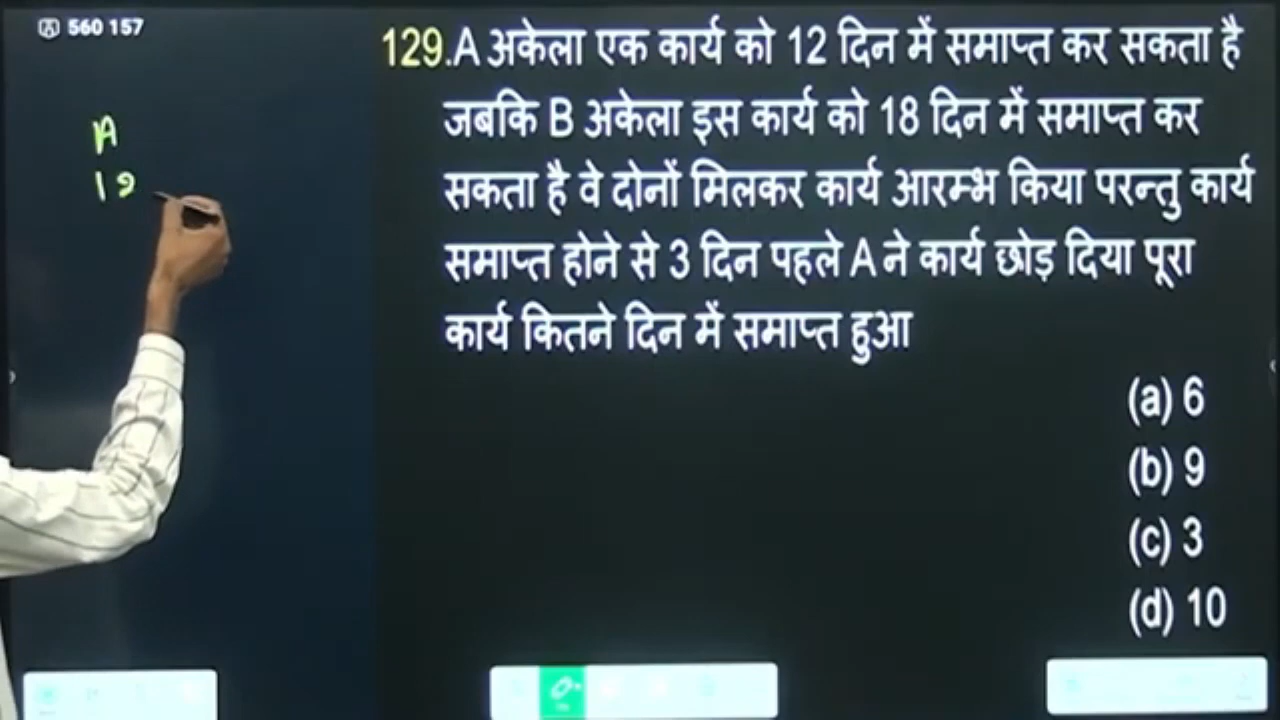 560 157
129.A अकेला एक कार्य को 12 दिन में समाप्त कर सकता है
जबकि B अकेला इस कार्य को 18 दिन में समाप्त कर
सकता है वे दोनों मिलकर कार्य आरम्भ किया परन्तु कार्य
समाप्त होने से 3 दिन पहले A ने कार्य छोड़ दिया पूरा
कार्य कितने दिन में समाप्त हुआ
(a) 6
(b) 9
(c) 3
(d) 10
A